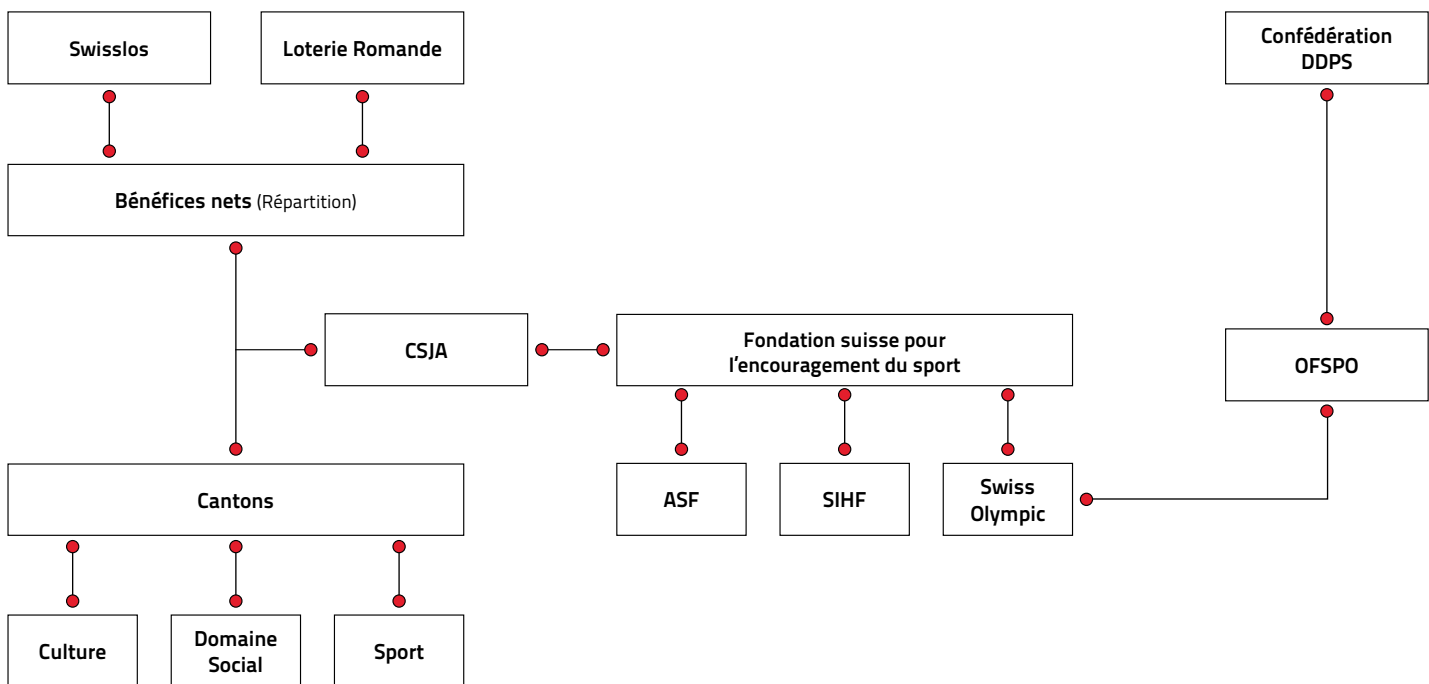 Swisslos
Loterie Romande
Confédération
DDPS
Bénéfices nets (Répartition)
CSJA
Fondation suisse pour
l'encouragement du sport
OFSPO
Cantons
ASF
SIHF
Swiss
Olympic
Culture
Domaine
Social
Sport